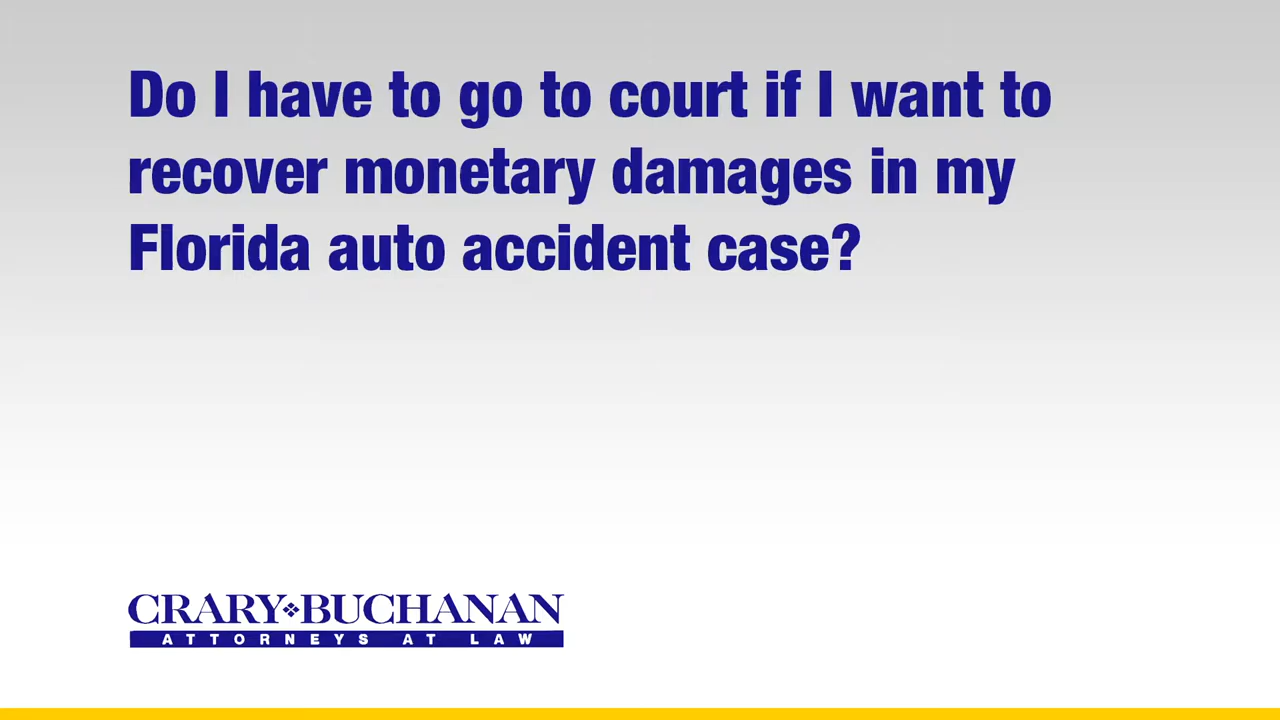 Do I have to go to court if I want to
recover monetary damages in my
Florida auto accident case?
CRARY BUCHANAN
ATTORNEYS AT LAW